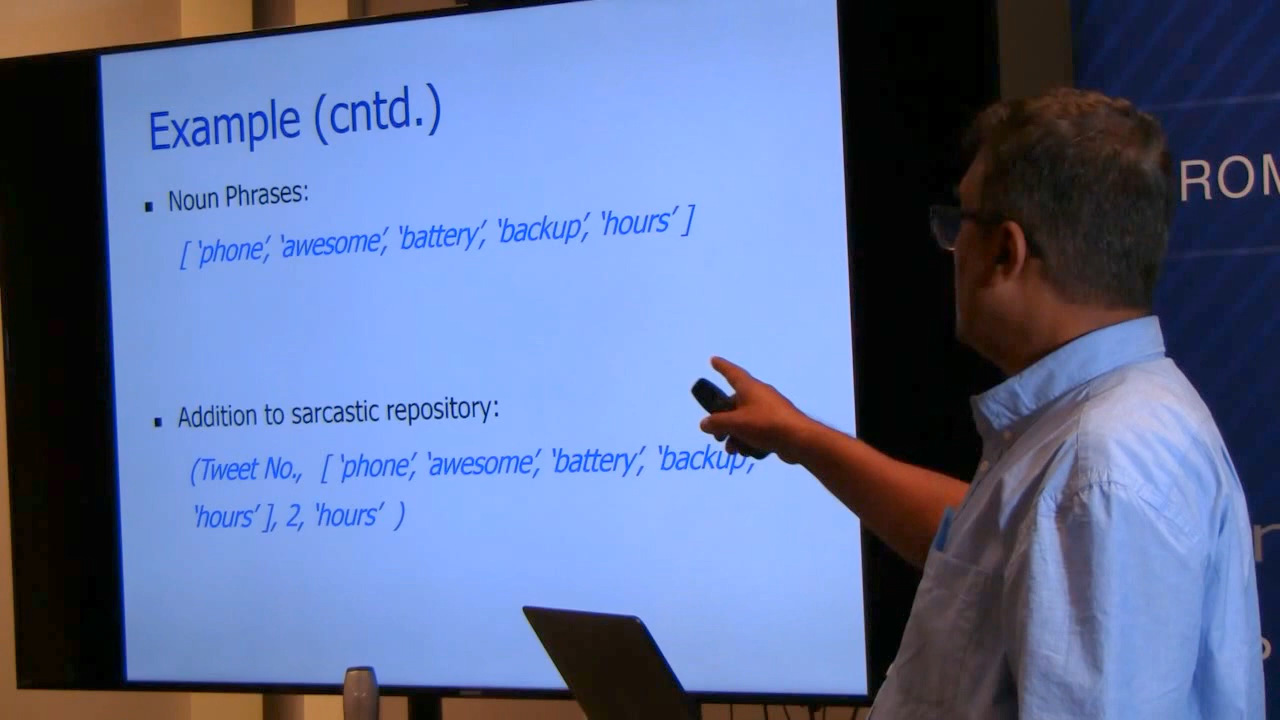 Example (cntd.)
▪ Noun Phrases:
[ ‘phone’, ‘awesome’, ‘battery’, ‘backup’, ‘hours’ ]
▪ Addition to sarcastic repository:
(Tweet No., [ ‘phone’, ‘awesome’, ‘battery’, ‘backup’,
‘hours’ ], 2, ‘hours’ )
ROM